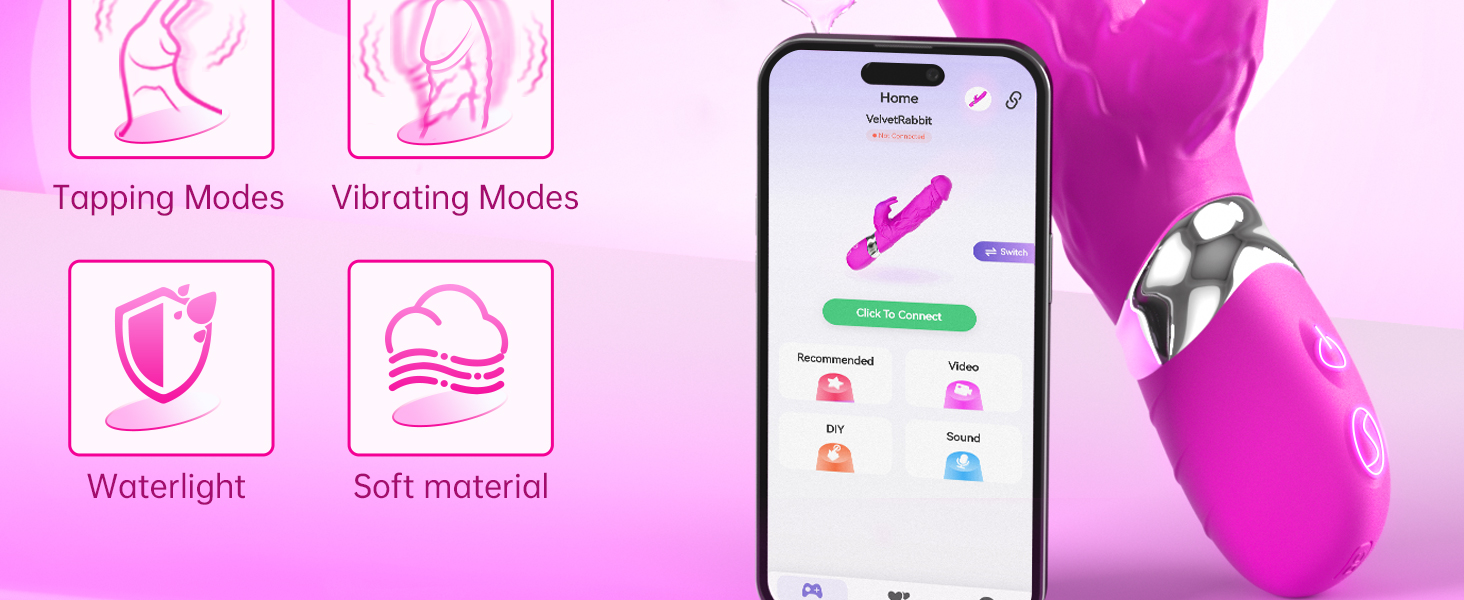 Tapping Modes
Vibrating Modes
Waterlight
Soft material
Home
VelvetRabbit
Not Connected
Switch
Click To Connect
Recommended
Video
DIY
Sound